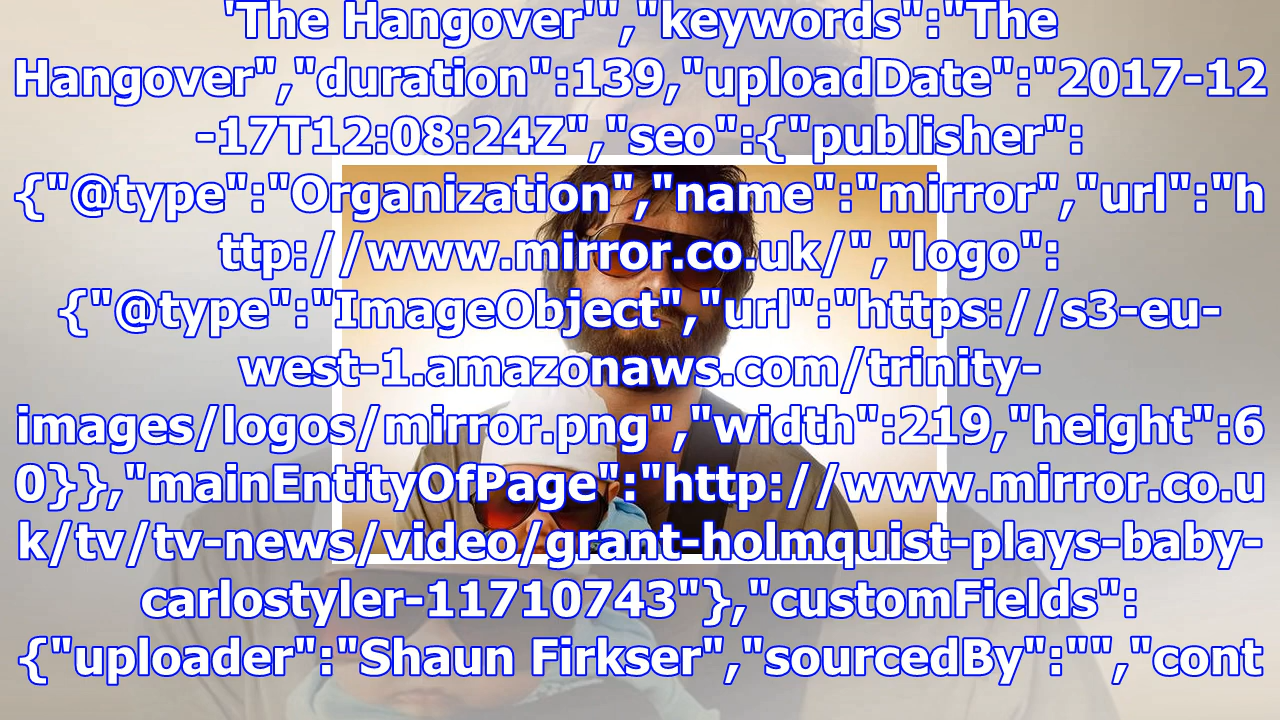 'The Hangover'","keywords":"The
Hangover","duration":139,"uploadDate":"2017-12
-17T12:08:24Z","seo":{"publisher":
{"@type":"Organization","name":"mirror","url":"h
ttp://www.mirror.co.uk/","logo":
{"@type":"ImageObject","url":"https://s3-eu-
west-1.amazonaws.com/trinity-
images/logos/mirror.png","width":219,"height":6
0}},"mainEntityOfPage":"http://www.mirror.co.u
k/tv/tv-news/video/grant-holmquist-plays-baby-
carlostyler-11710743"},"customFields":
{"uploader":"Shaun Firkser","sourcedBy":"","cont